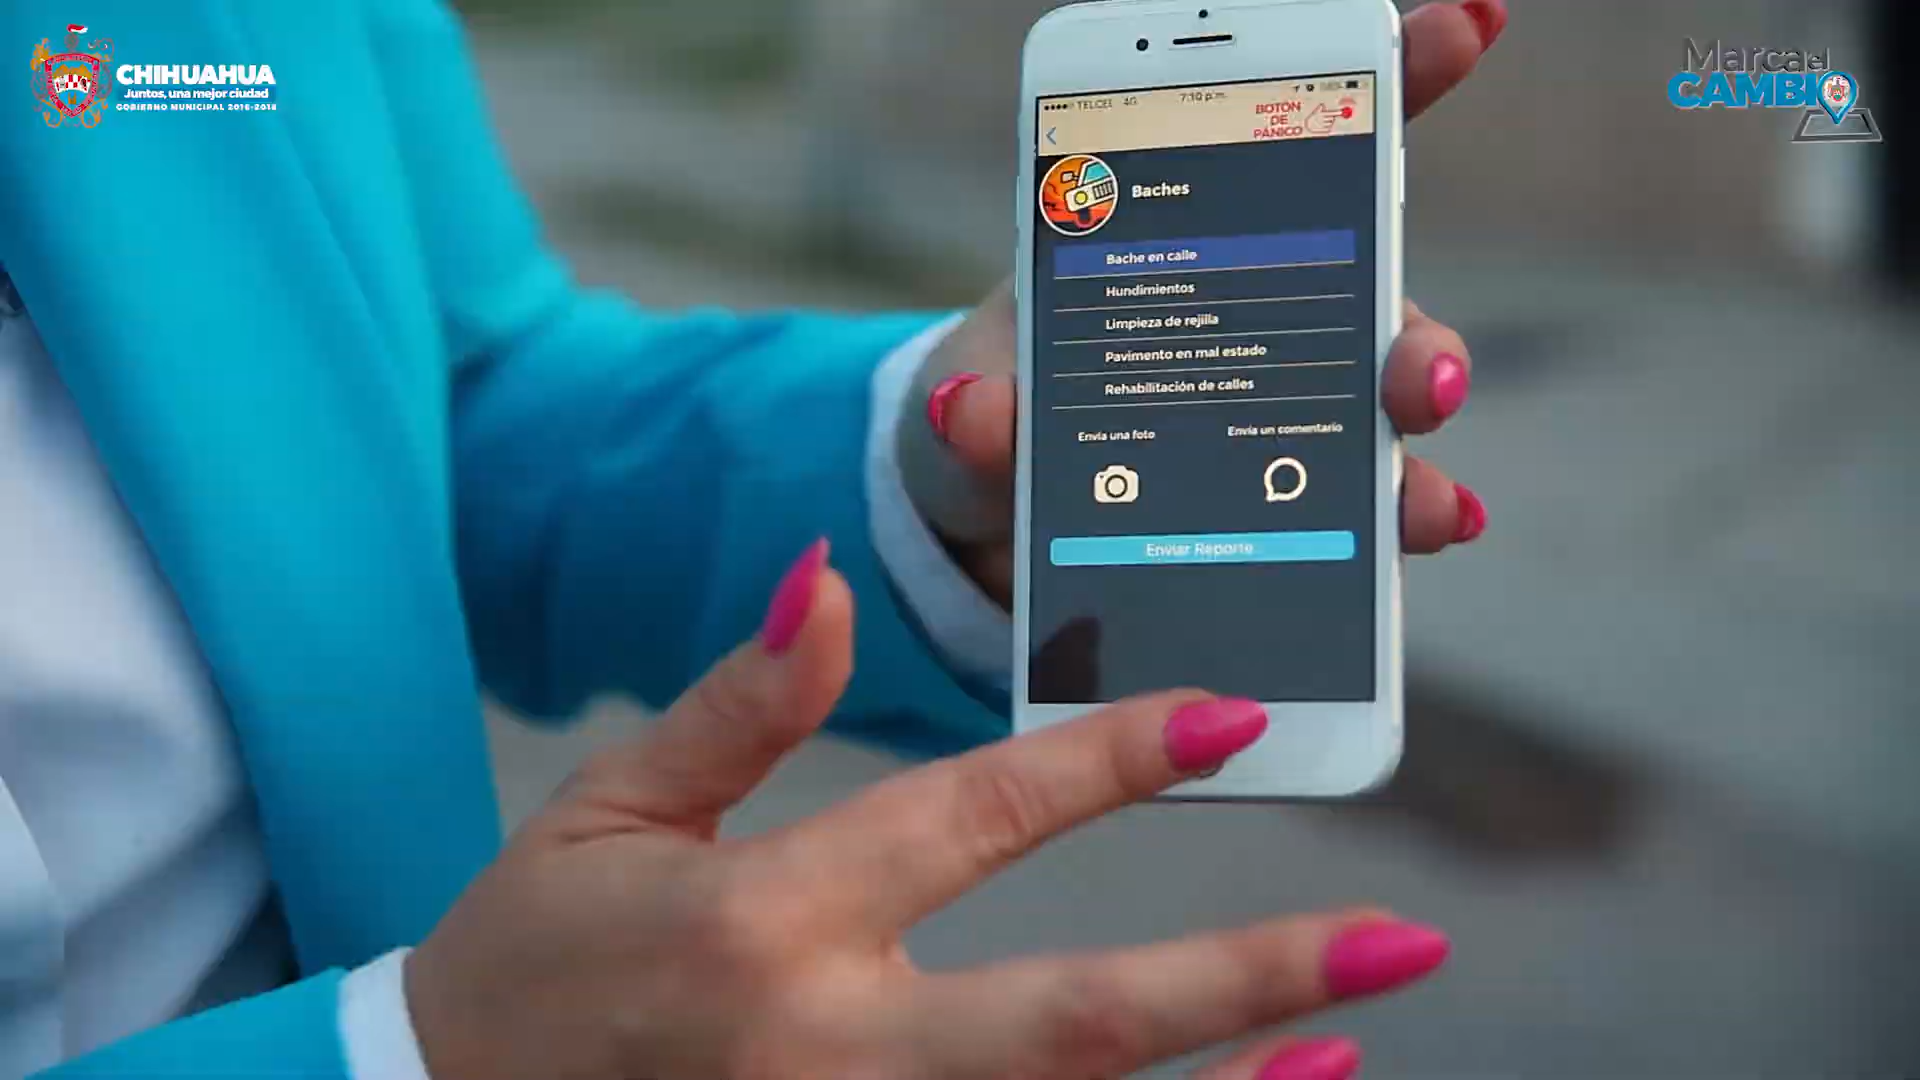 CHIHUAHUA
Juntos, una mejor ciudad
GOBIERNO MUNICIPAL 2016-2018
Marca el
CAMBIO
TELCEL 4G 7:10 p.m.
BOTÓN
DE
PÁNICO
Baches
Bache en calle
Hundimientos
Limpieza de rejilla
Pavimento en mal estado
Rehabilitación de calles
Envía una foto
Envía un comentario
Enviar Reporte